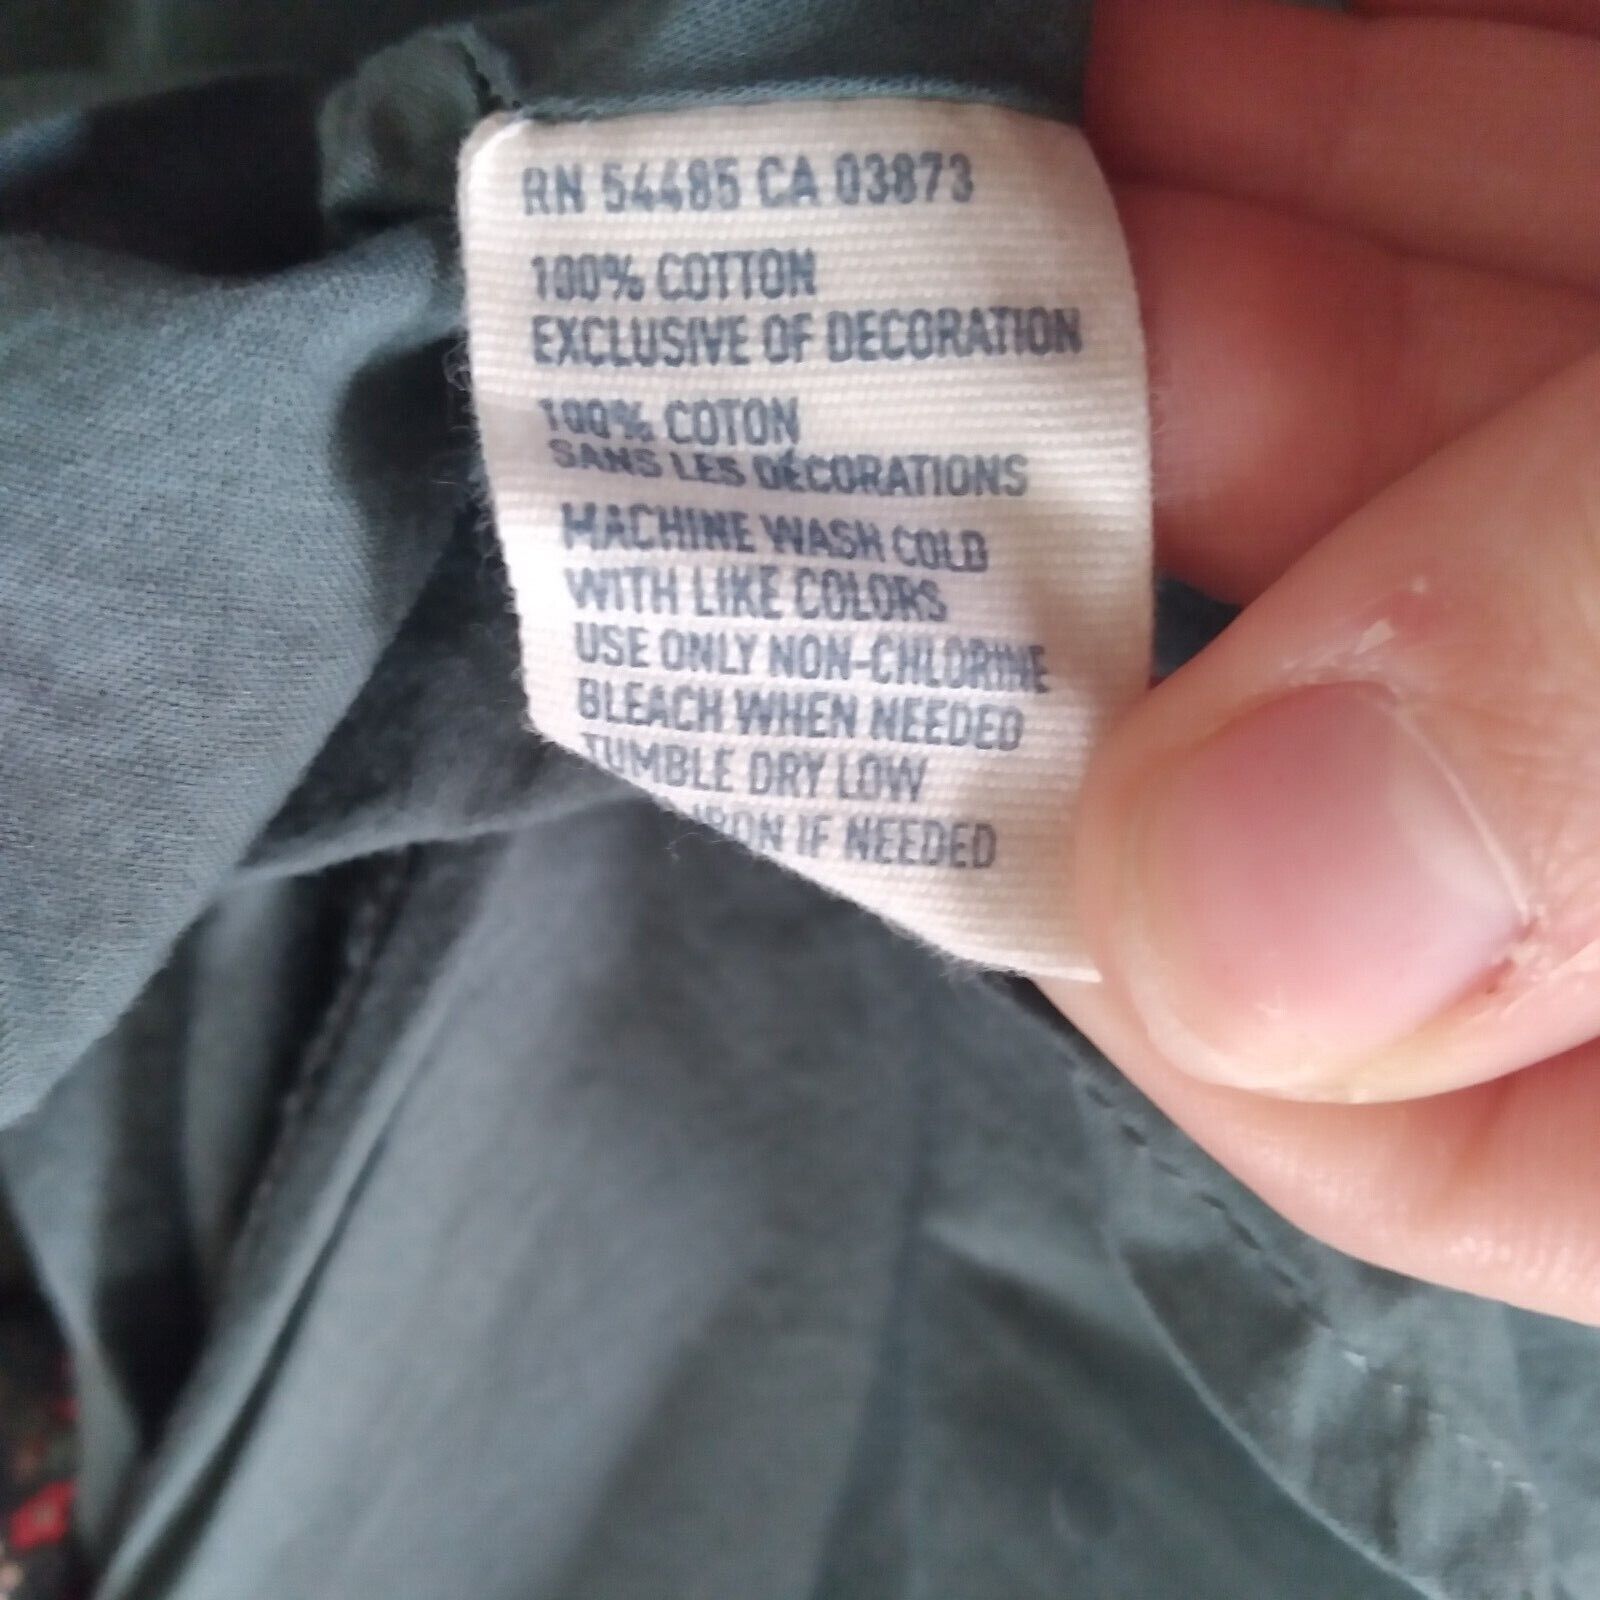 RN 54485 CA 03873
100% COTTON
EXCLUSIVE OF DECORATION
100% COTON
SANS LES DÉCORATIONS
MACHINE WASH COLD
WITH LIKE COLORS
USE ONLY NON-CHLORINE
BLEACH WHEN NEEDED
TUMBLE DRY LOW
IRON IF NEEDED